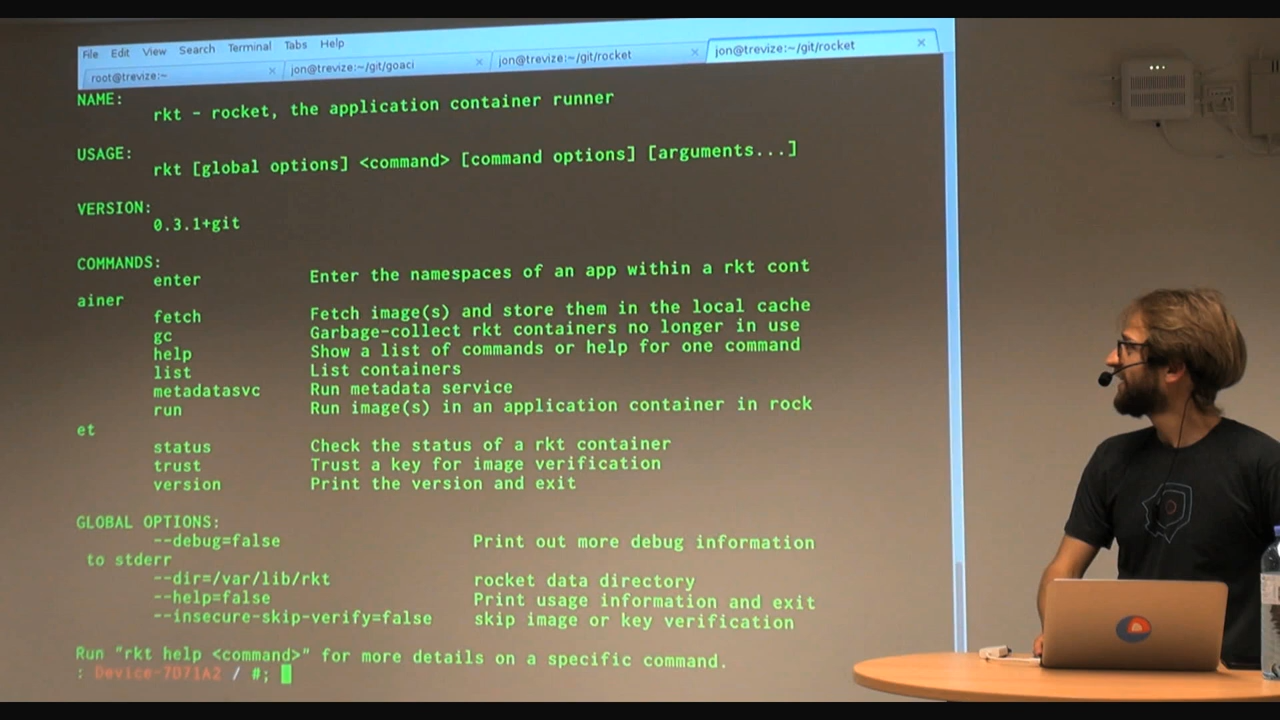 File Edit View Search Terminal Tabs Help
root@trevize:~ × jon@trevize:~/git/goaci × jon@trevize:~/git/rocket × jon@trevize:~/git/rocket ×
NAME:
rkt - rocket, the application container runner
USAGE:
rkt [global options] <command> [command options] [arguments...]
VERSION:
0.3.1+git
COMMANDS:
enter Enter the namespaces of an app within a rkt cont
ainer
fetch Fetch image(s) and store them in the local cache
gc Garbage-collect rkt containers no longer in use
help Show a list of commands or help for one command
list List containers
metadatasvc Run metadata service
run Run image(s) in an application container in rock
et
status Check the status of a rkt container
trust Trust a key for image verification
version Print the version and exit
GLOBAL OPTIONS:
--debug=false Print out more debug information
to stderr
--dir=/var/lib/rkt rocket data directory
--help=false Print usage information and exit
--insecure-skip-verify=false skip image or key verification
Run "rkt help <command>" for more details on a specific command.
: Device-7D71A2 / #;